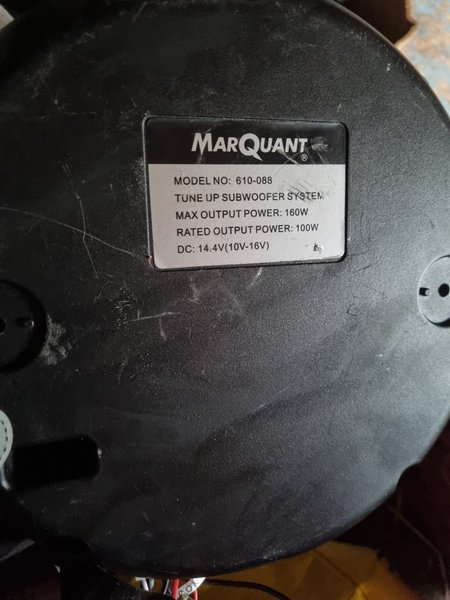 MARQUANT®
MODEL NO: 610-088
TUNE UP SUBWOOFER SYSTEM
MAX OUTPUT POWER: 160W
RATED OUTPUT POWER: 100W
DC: 14.4V(10V-16V)